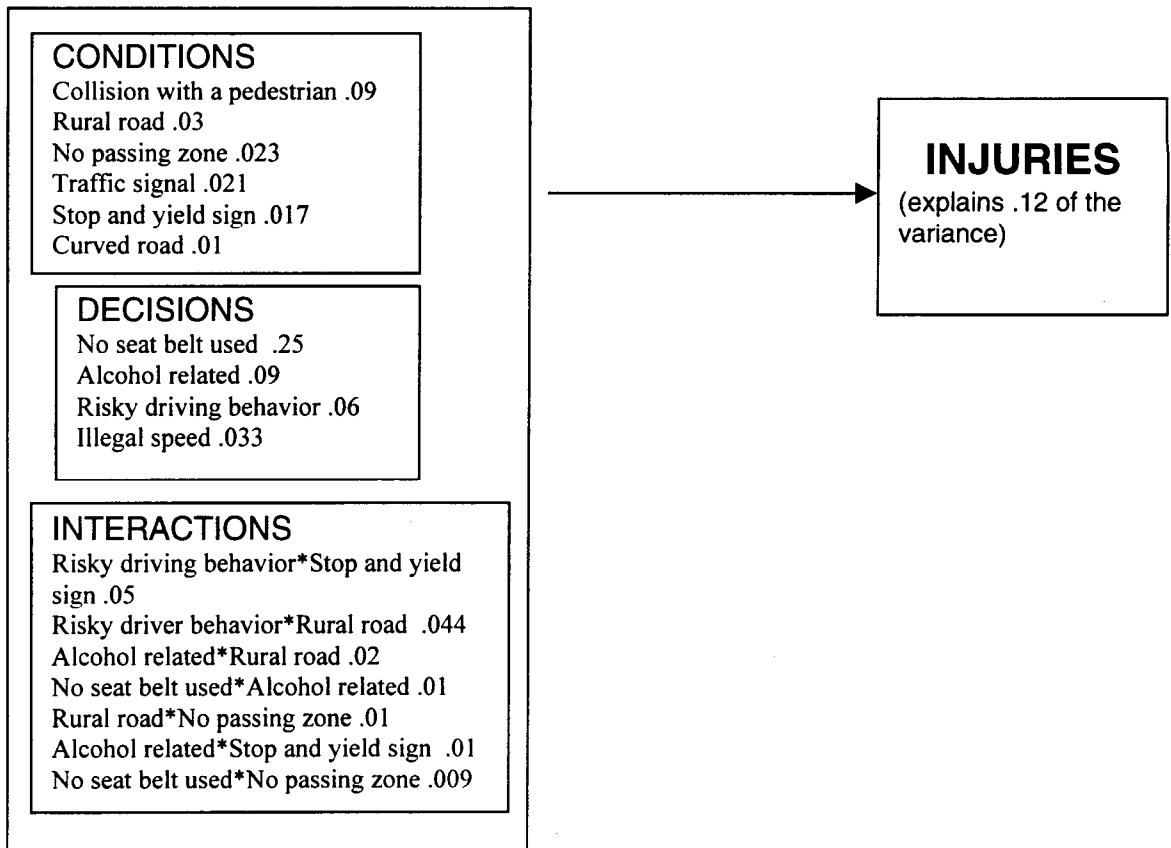 CONDITIONS
Collision with a pedestrian .09
Rural road .03
No passing zone .023
Traffic signal .021
Stop and yield sign .017
Curved road .01
DECISIONS
No seat belt used .25
Alcohol related .09
Risky driving behavior .06
Illegal speed .033
INTERACTIONS
Risky driving behavior*Stop and yield
sign .05
Risky driver behavior*Rural road .044
Alcohol related*Rural road .02
No seat belt used*Alcohol related .01
Rural road*No passing zone .01
Alcohol related*Stop and yield sign .01
No seat belt used*No passing zone .009
INJURIES
(explains .12 of the
variance)